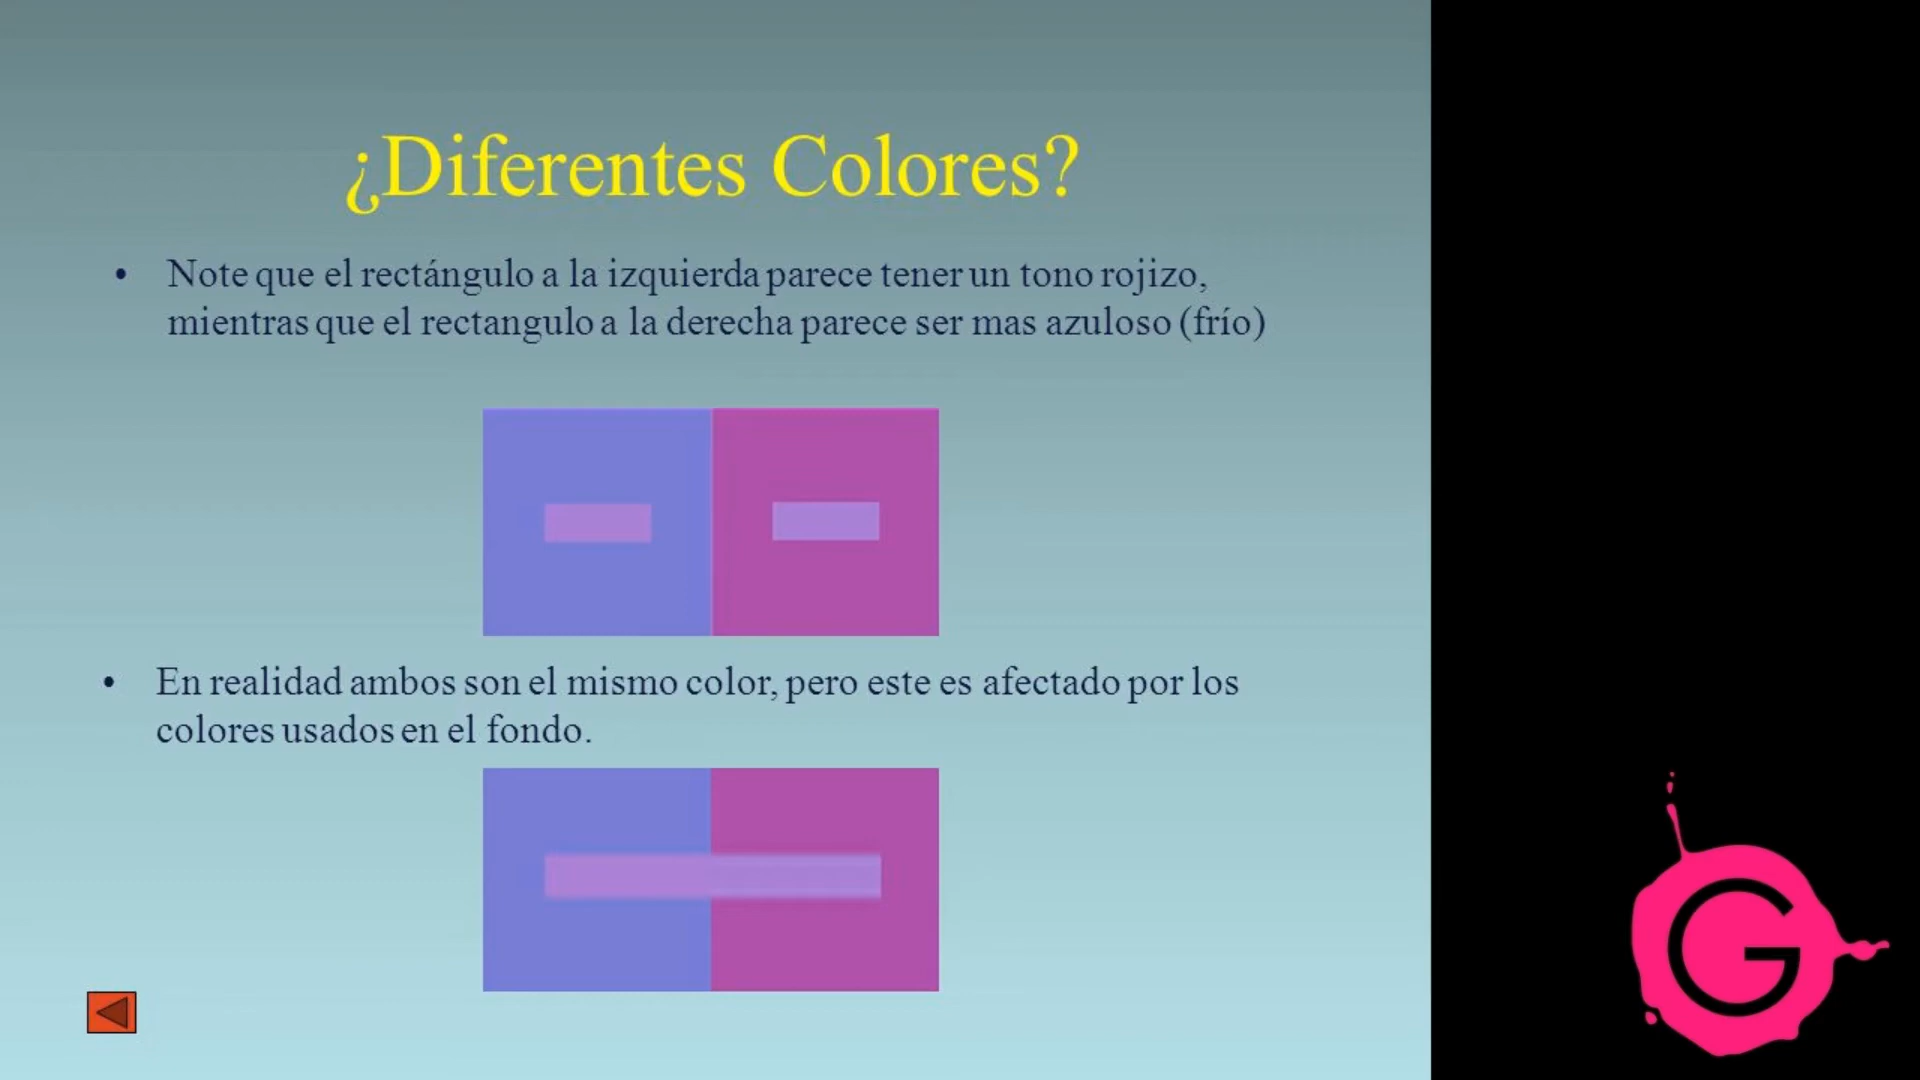 ¿Diferentes Colores?
• Note que el rectángulo a la izquierda parece tener un tono rojizo,
mientras que el rectangulo a la derecha parece ser mas azuloso (frío)
• En realidad ambos son el mismo color, pero este es afectado por los
colores usados en el fondo.
G